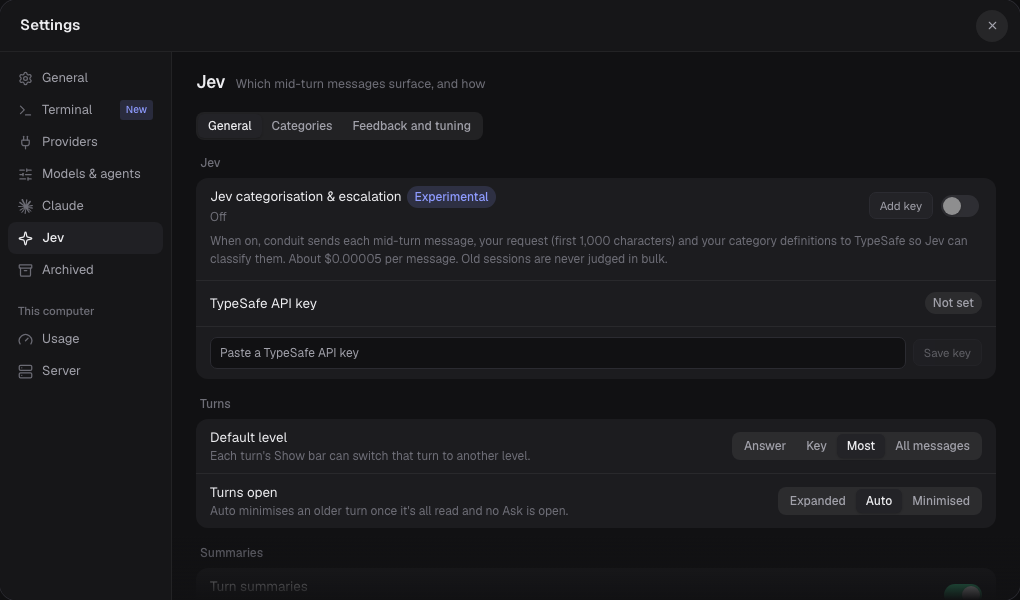 Settings
General
Terminal New
Providers
Models & agents
Claude
Jev
Archived
This computer
Usage
Server
Jev Which mid-turn messages surface, and how
General Categories Feedback and tuning
Jev
Jev categorisation & escalation Experimental
Off
Add key
When on, conduit sends each mid-turn message, your request (first 1,000 characters) and your category definitions to TypeSafe so Jev can
classify them. About $0.00005 per message. Old sessions are never judged in bulk.
TypeSafe API key Not set
Paste a TypeSafe API key Save key
Turns
Default level
Each turn's Show bar can switch that turn to another level.
Answer Key Most All messages
Turns open
Auto minimises an older turn once it's all read and no Ask is open.
Expanded Auto Minimised
Summaries
Turn summaries